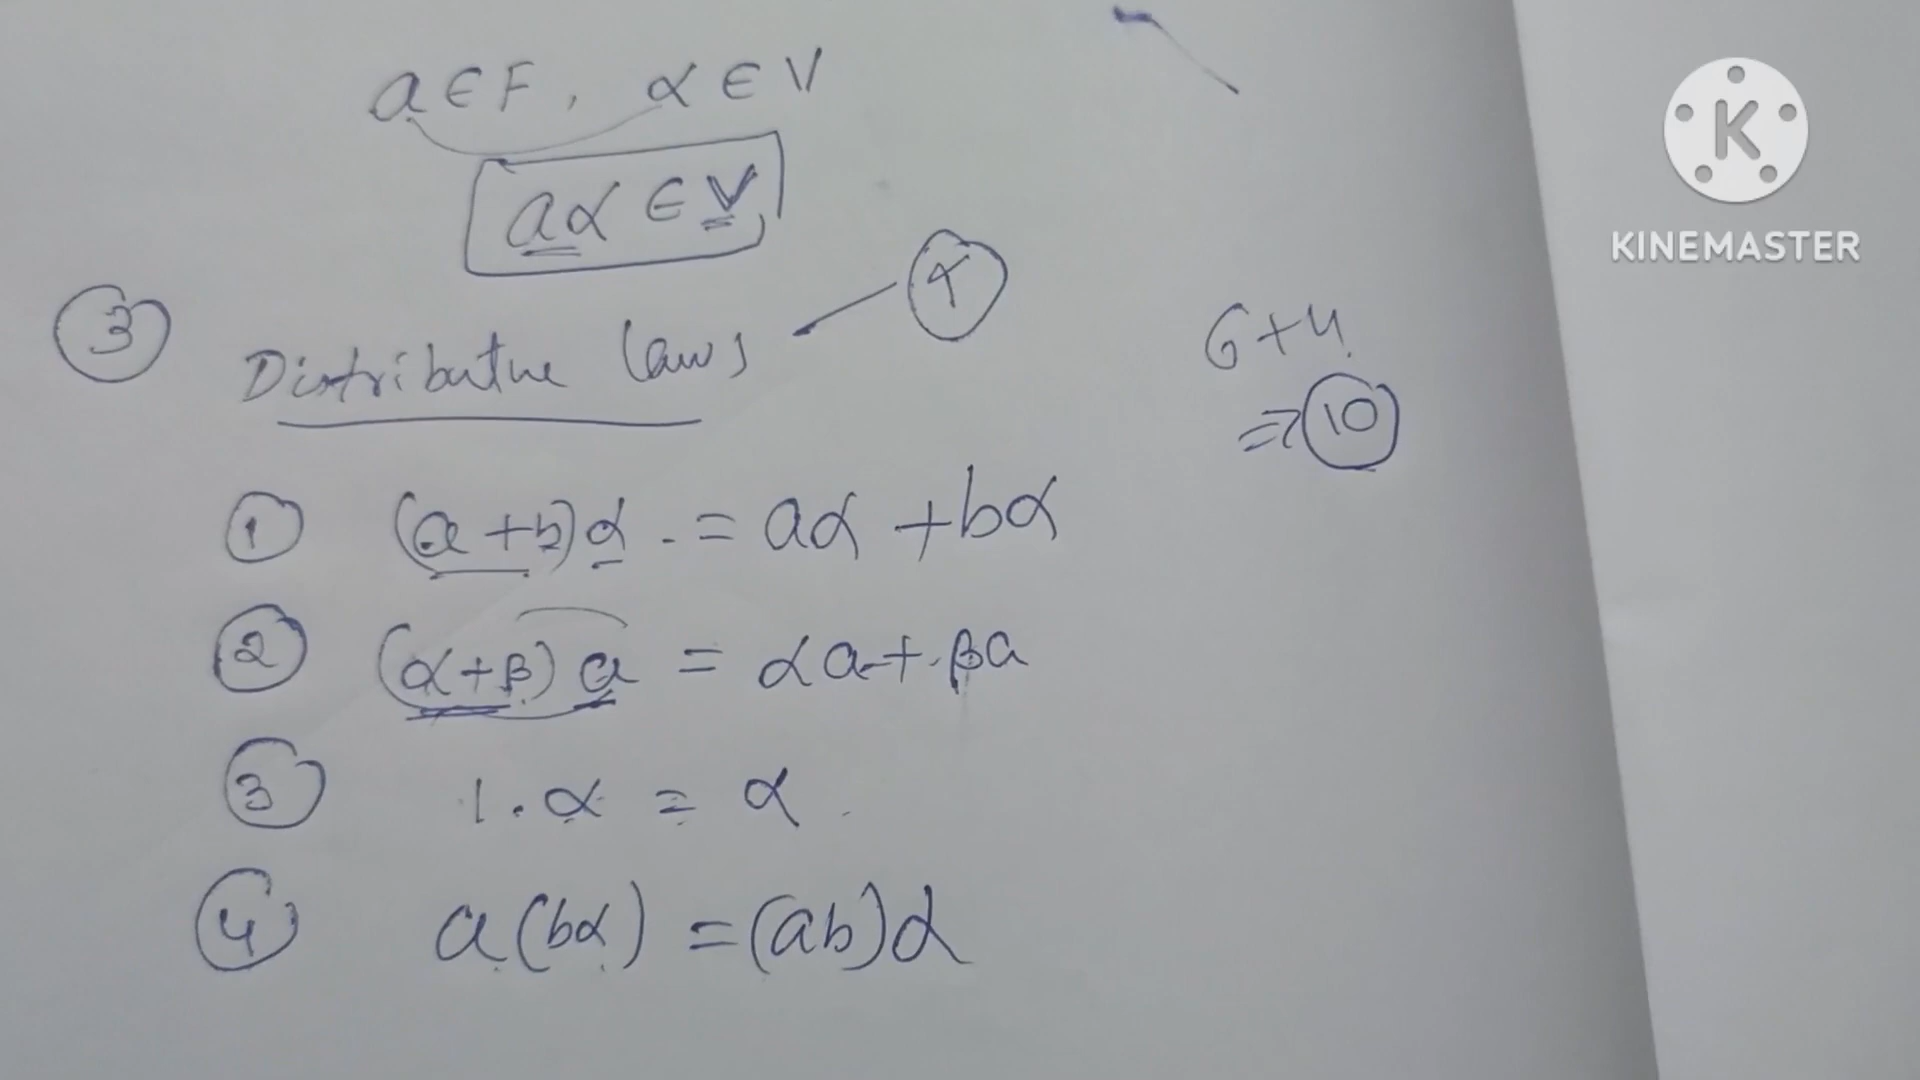 a ∈ F, α ∈ V
aα ∈ V
③ Distributive laws ④
6+4
⇒ 10
① (a+b)α = aα + bα
② (α+β) a = αa + βa
③ 1.α = α
④ a(bα) = (ab)α
K
KINEMASTER